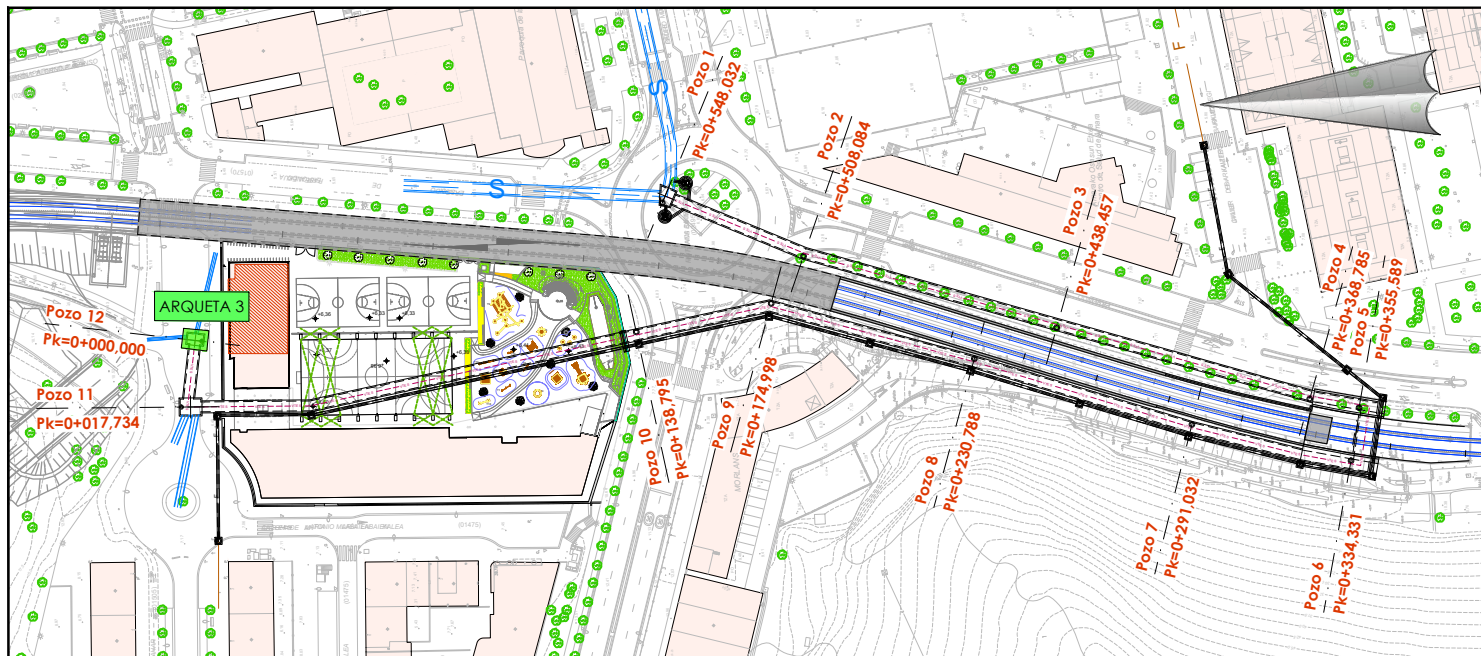 Pozo 1
Pk=0+548,032
Pozo 2
Pk=0+508,084
Pozo 3
Pk=0+438,457
Pozo 4
Pk=0+368,785
Pozo 5
Pk=0+355,589
F
S
S
ARQUETA 3
Pozo 12
Pk=0+000,000
Pozo 11
Pk=0+017,734
Pozo 10
Pk=0+138,795
Pozo 9
Pk=0+174,998
Pozo 8
Pk=0+230,788
Pozo 7
Pk=0+291,032
Pozo 6
Pk=0+334,331
MORLANS
(01475)
(01475)